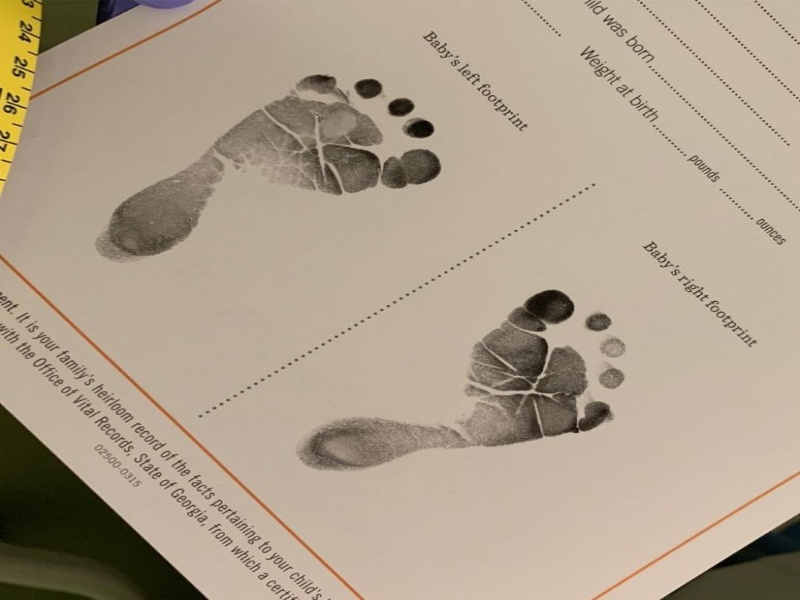 ild was born
Weight at birth ........ pounds ........ ounces
Baby's left footprint
Baby's right footprint
ent. It is your family's heirloom record of the facts pertaining to your child's
with the Office of Vital Records, State of Georgia, from which a certif
02500-0315
24
25
26
27